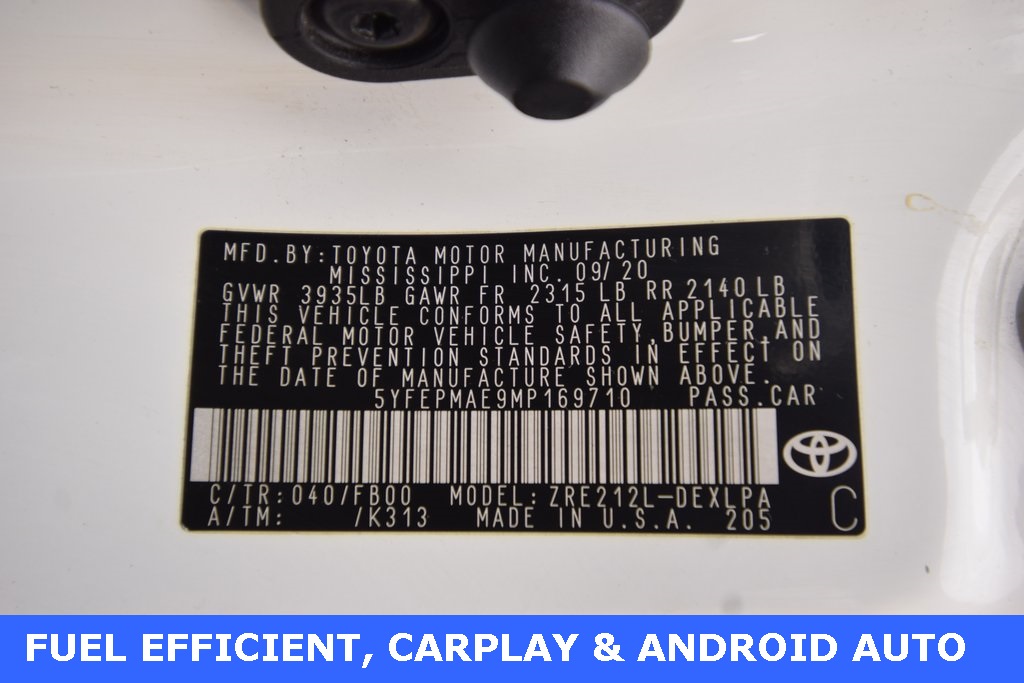 MFD.BY:TOYOTA MOTOR MANUFACTURING
MISSISSIPPI INC. 09/20
GVWR 3935LB GAWR FR 2315 LB RR 2140 LB
THIS VEHICLE CONFORMS TO ALL APPLICABLE
FEDERAL MOTOR VEHICLE SAFETY,BUMPER,AND
THEFT PREVENTION STANDARDS IN EFFECT ON
THE DATE OF MANUFACTURE SHOWN ABOVE.
5YFEPMAE9MP169710 PASS.CAR
C/TR:040/FB00 MODEL:ZRE212L-DEXLPA
A/TM: /K313 MADE IN U.S.A. 205 C
FUEL EFFICIENT, CARPLAY & ANDROID AUTO